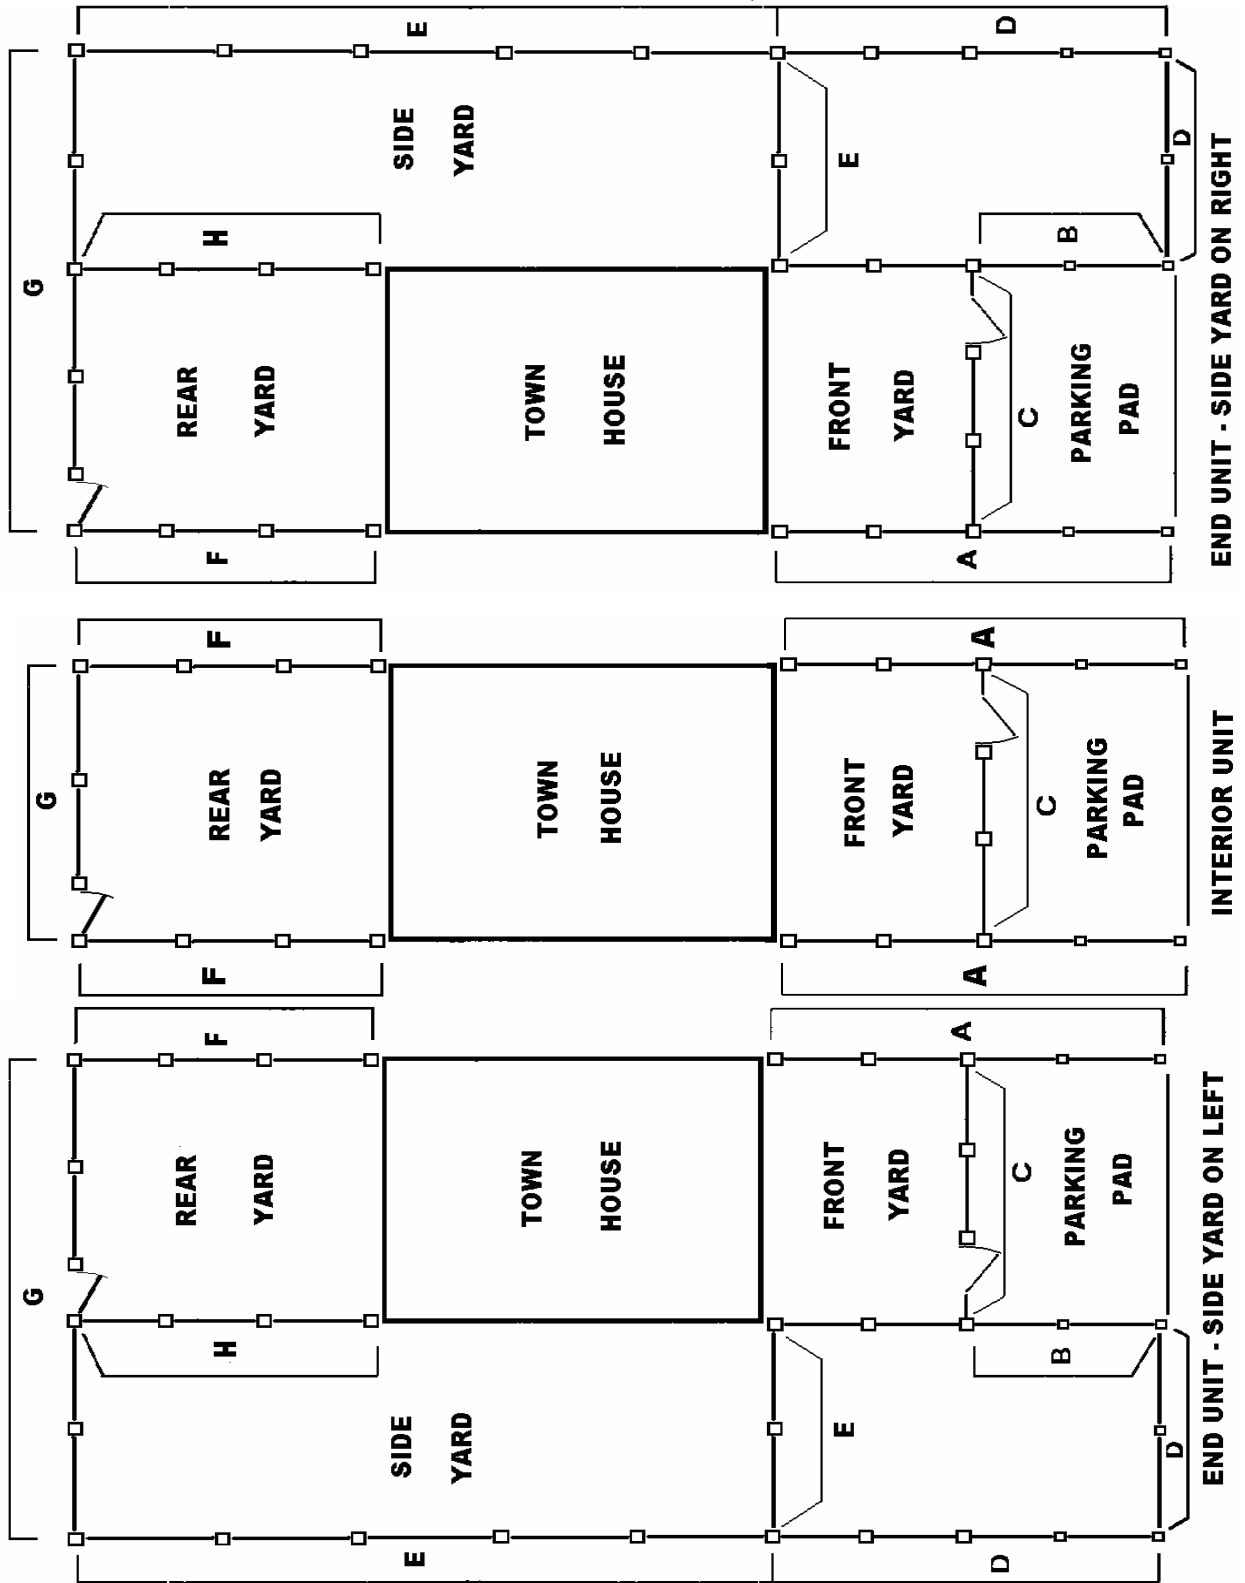 G
REAR
YARD
F
H
SIDE
YARD
E
TOWN
HOUSE
FRONT
YARD
E
A
D
C
B
PARKING
PAD
D
END UNIT - SIDE YARD ON LEFT
G
F
F
REAR
YARD
TOWN
HOUSE
FRONT
YARD
A
A
C
PARKING
PAD
INTERIOR UNIT
G
REAR
YARD
F
H
SIDE
YARD
E
TOWN
HOUSE
FRONT
YARD
E
A
D
C
B
PARKING
PAD
D
END UNIT - SIDE YARD ON RIGHT